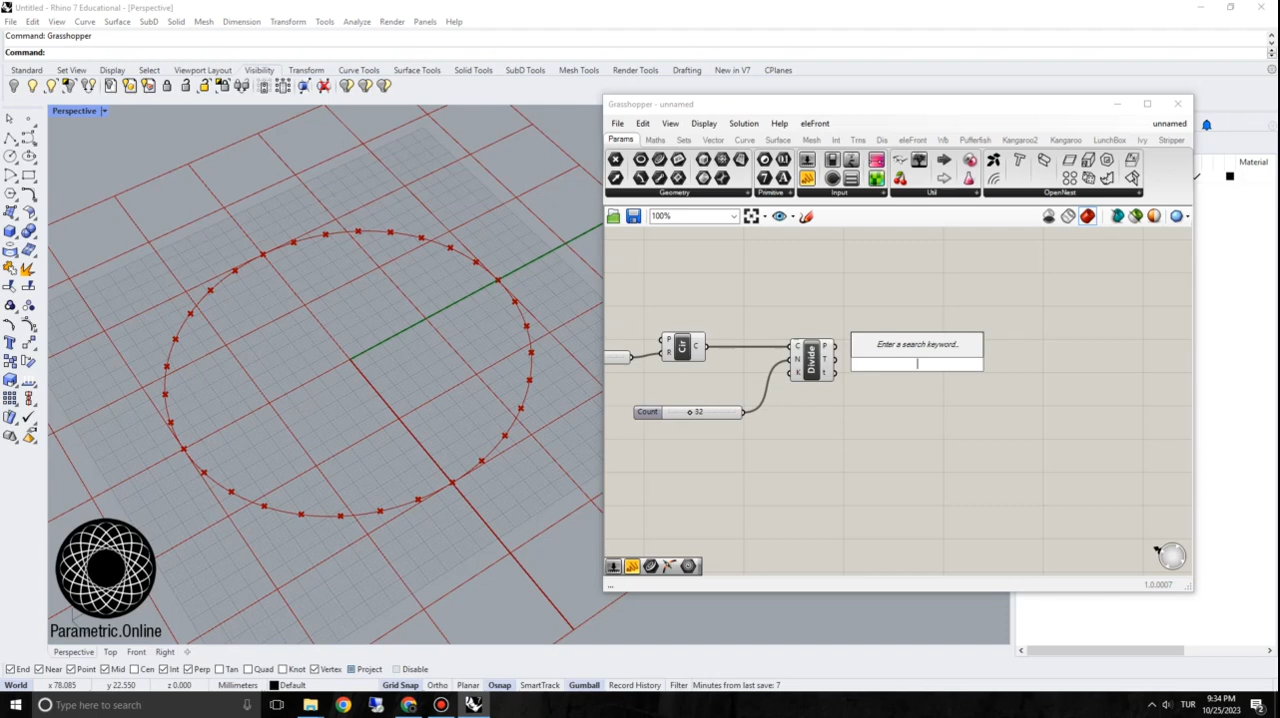 Untitled - Rhino 7 Educational - [Perspective]
File Edit View Curve Surface SubD Solid Mesh Dimension Transform Tools Analyze Render Panels Help
Command: Grasshopper
Command:
Standard Set View Display Select Viewport Layout Visibility Transform Curve Tools Surface Tools Solid Tools SubD Tools Mesh Tools Render Tools Drafting New in V7 CPlanes
Perspective
Grasshopper - unnamed
File Edit View Display Solution Help eleFront unnamed
Params Maths Sets Vector Curve Surface Mesh Int Trns Dis eleFront Wb Pufferfish Kangaroo2 Kangaroo LunchBox Ivy Stripper
Geometry Primitive Input Util OpenNest
100%
Material
P R Cir C
C N K Divide P T t
Enter a search keyword...
Count 32
...
1.0.0007
Parametric.Online
Perspective Top Front Right
End Near Point Mid Cen Int Perp Tan Quad Knot Vertex Project Disable
World x 78.085 y 22.550 z 0.000 Millimeters Default Grid Snap Ortho Planar Osnap SmartTrack Gumball Record History Filter Minutes from last save: 7
Type here to search
TUR
9:34 PM
10/25/2023
2